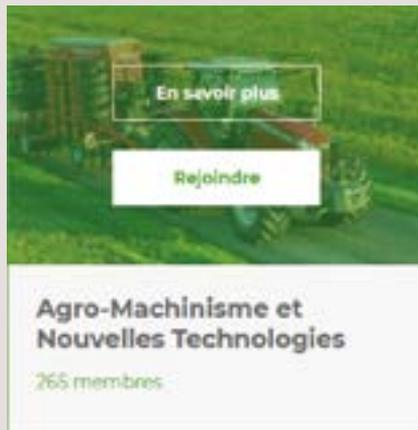 En savoir plus
Rejoindre
Agro-Machinisme et
Nouvelles Technologies
265 membres